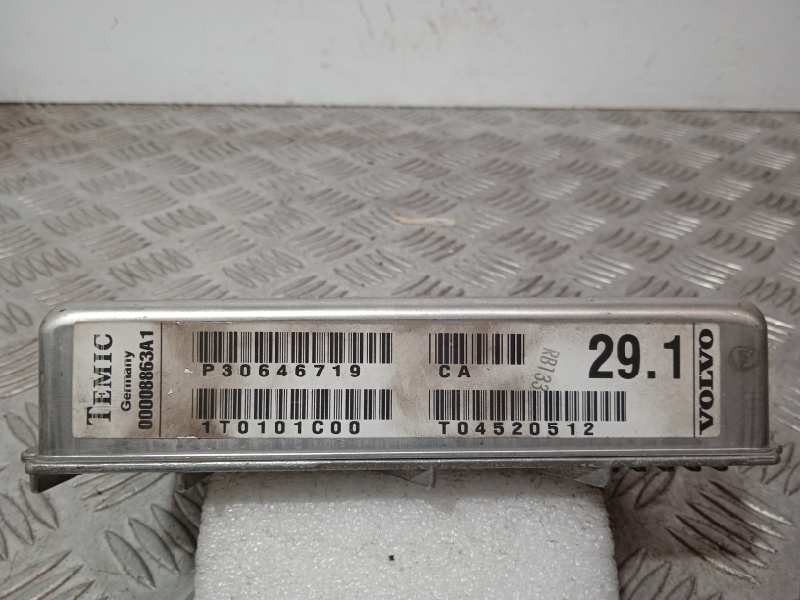 TEMIC
Germany
00008863A1
P30646719
CA
RB133
29.1
1T0101C00
T04520512
VOLVO